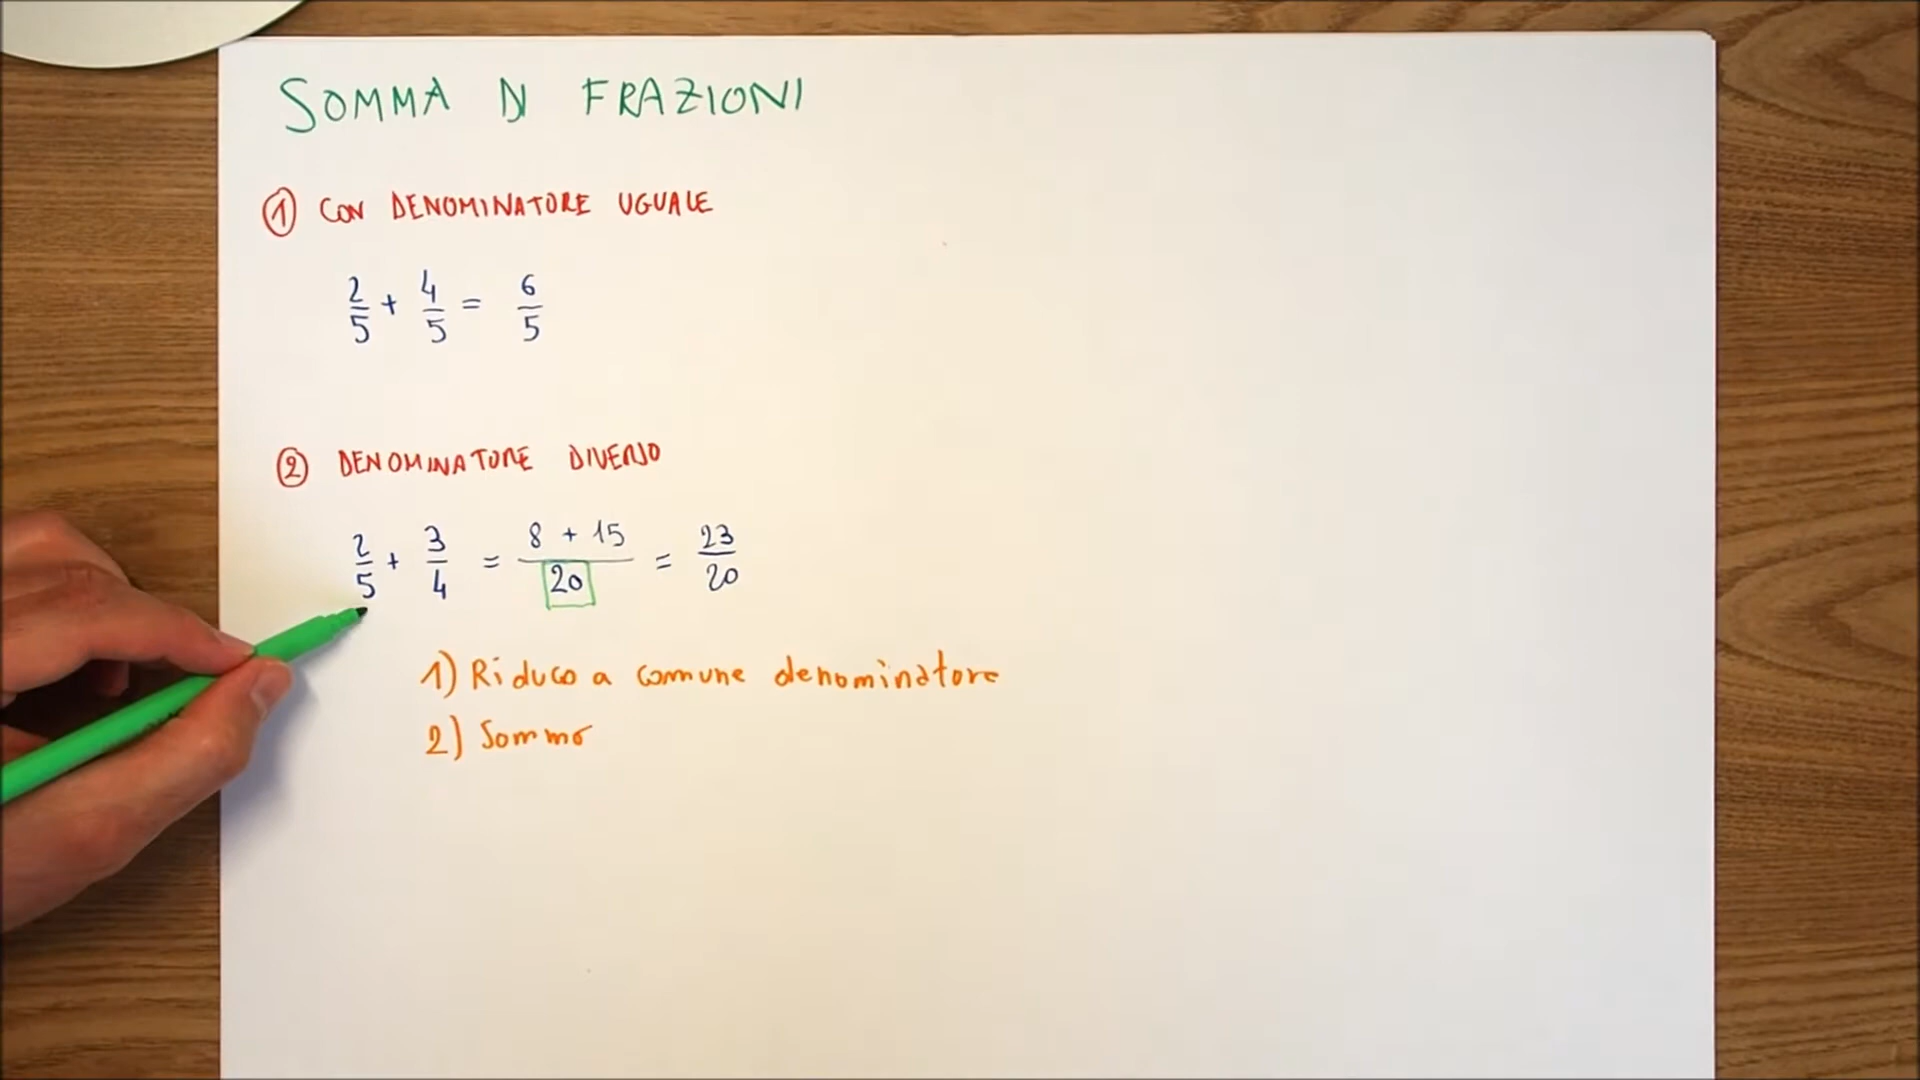 SOMMA DI FRAZIONI
① CON DENOMINATORE UGUALE
2/5 + 4/5 = 6/5
② DENOMINATORE DIVERSO
2/5 + 3/4 = (8 + 15)/20 = 23/20
1) Riduco a comune denominatore
2) Sommo